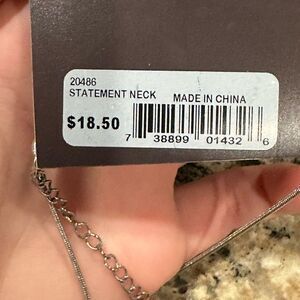 20486
STATEMENT NECK MADE IN CHINA
$18.50
7 38899 01432 6